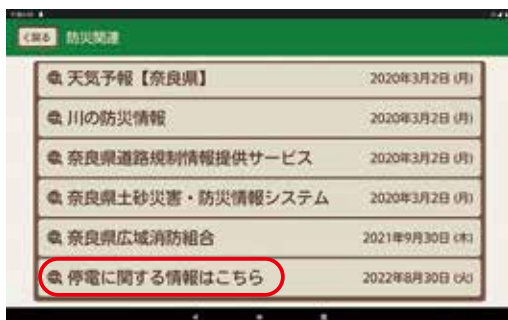 く戻る 防災関連
天気予報【奈良県】 2020年3月2日 (月)
川の防災情報 2020年3月2日 (月)
奈良県道路規制情報提供サービス 2020年3月2日 (月)
奈良県土砂災害・防災情報システム 2020年3月2日 (月)
奈良県広域消防組合 2021年9月30日 (木)
停電に関する情報はこちら 2022年8月30日 (火)